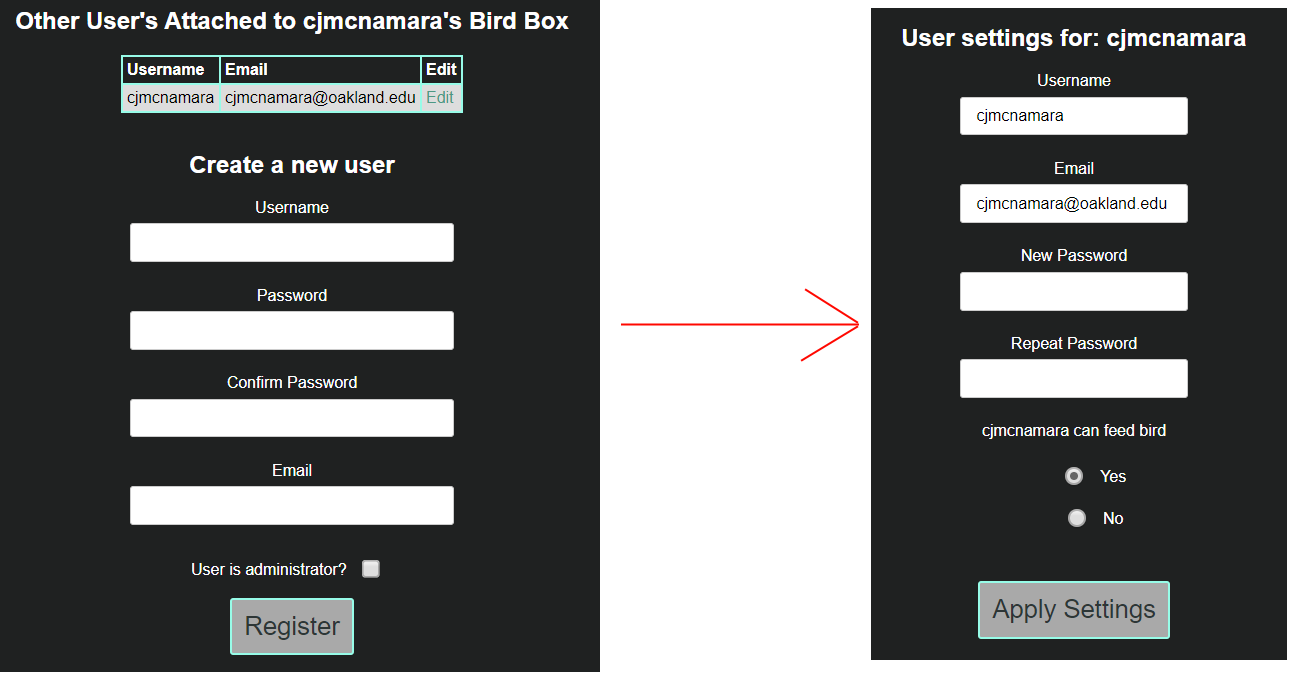 Other User's Attached to cjmcnamara's Bird Box
Username Email Edit
cjmcnamara cjmcnamara@oakland.edu Edit
Create a new user
Username
Password
Confirm Password
Email
User is administrator?
Register
User settings for: cjmcnamara
Username
cjmcnamara
Email
cjmcnamara@oakland.edu
New Password
Repeat Password
cjmcnamara can feed bird
Yes
No
Apply Settings